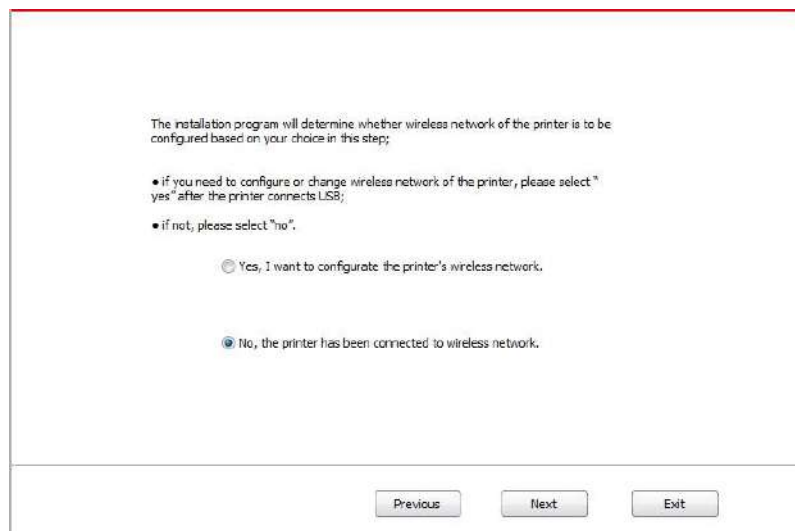 The installation program will determine whether wireless network of the printer is to be
configured based on your choice in this step;
● if you need to configure or change wireless network of the printer, please select "
yes" after the printer connects USB;
● if not, please select "no".
Yes, I want to configurate the printer's wireless network.
No, the printer has been connected to wireless network.
Previous Next Exit